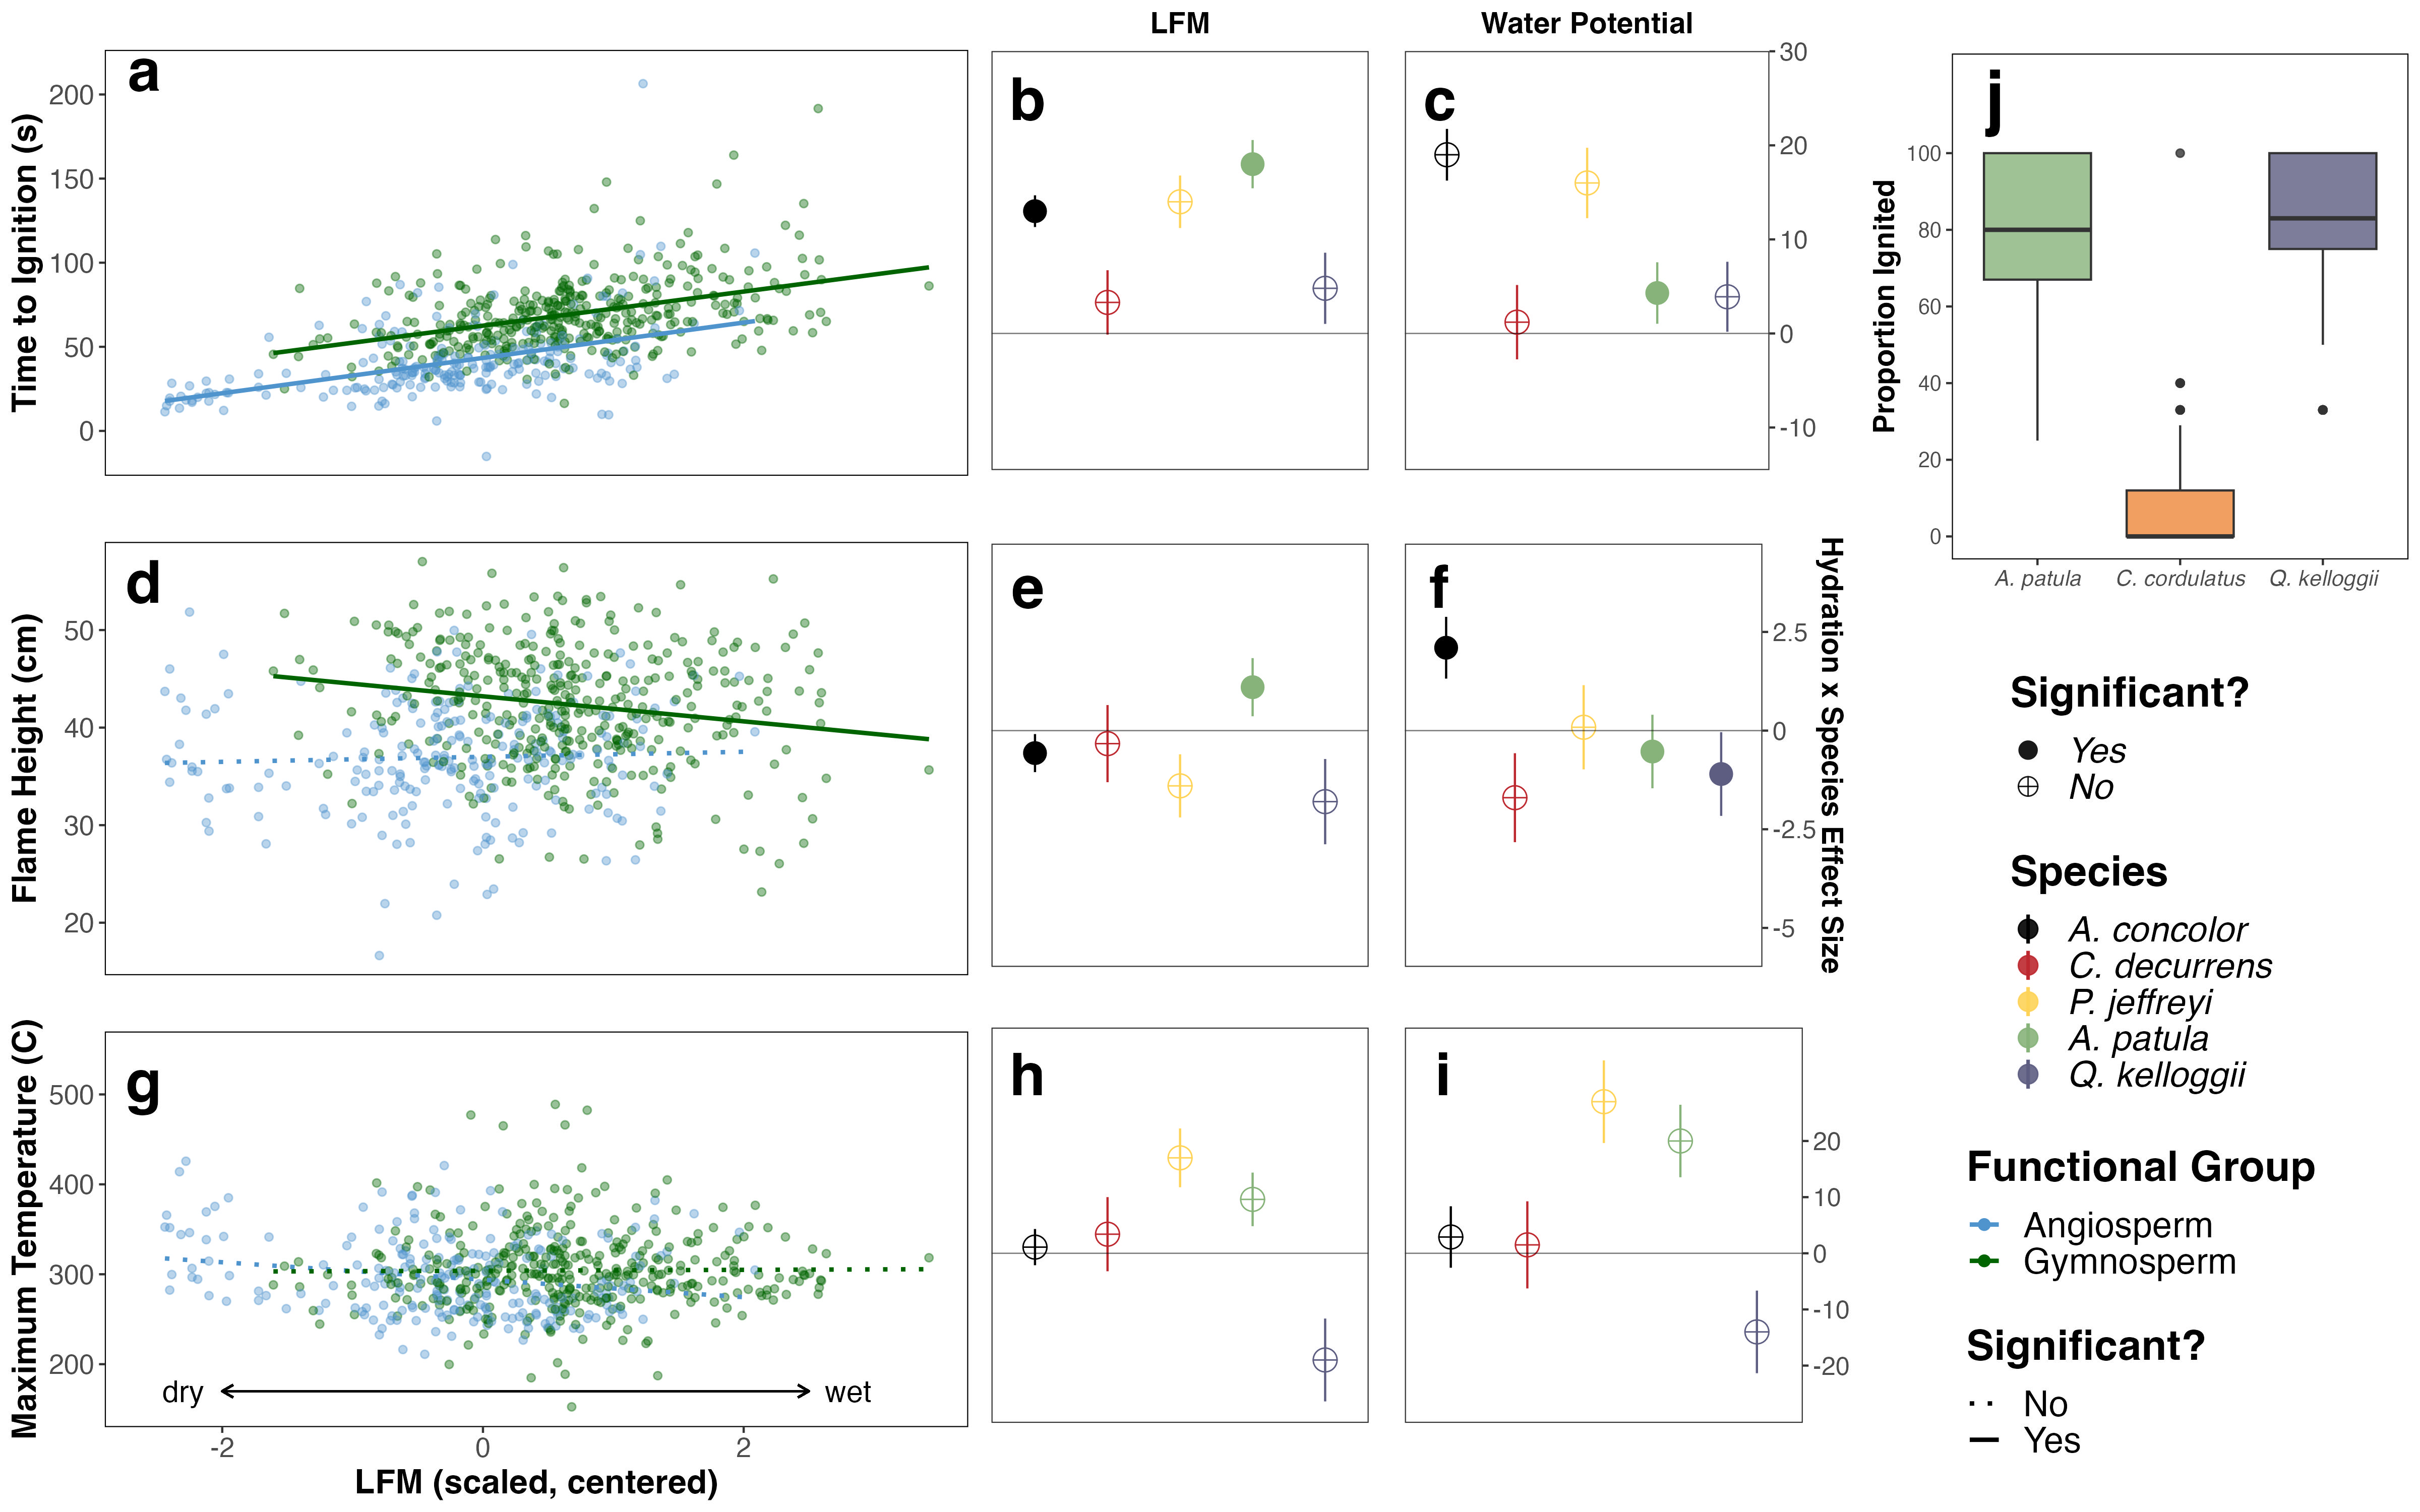 LFM
Water Potential
a
b
c
j
Time to Ignition (s)
200
150
100
50
0
30
20
10
0
-10
Proportion Ignited
100
80
60
40
20
0
A. patula
C. cordulatus
Q. kelloggii
d
e
f
Flame Height (cm)
50
40
30
20
2.5
0
-2.5
-5
Hydration x Species Effect Size
g
h
i
Maximum Temperature (C)
500
400
300
200
dry
wet
-2
0
2
LFM (scaled, centered)
20
10
0
-10
-20
Significant?
Yes
No
Species
A. concolor
C. decurrens
P. jeffreyi
A. patula
Q. kelloggii
Functional Group
Angiosperm
Gymnosperm
Significant?
No
Yes